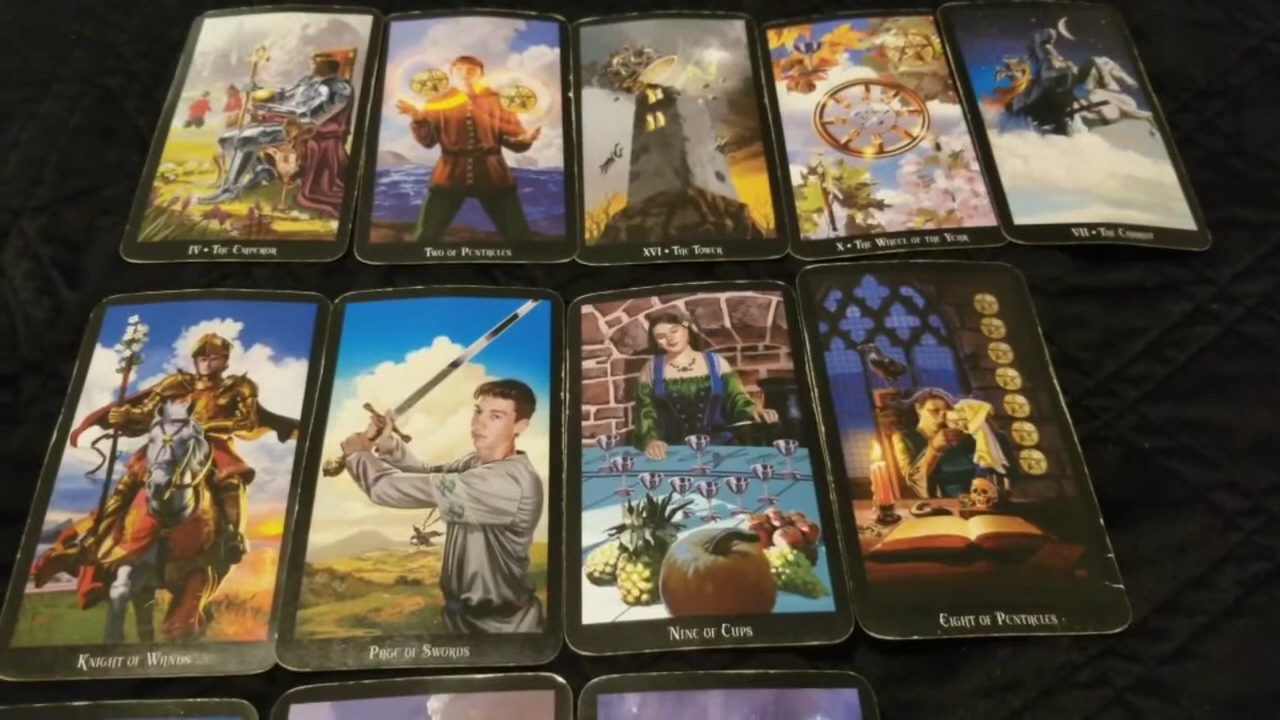 IV • The Emperor
Two of Pentacles
XVI • The Tower
X • The Wheel of the Year
VII • The Chariot
Knight of Wands
Page of Swords
Nine of Cups
Eight of Pentacles